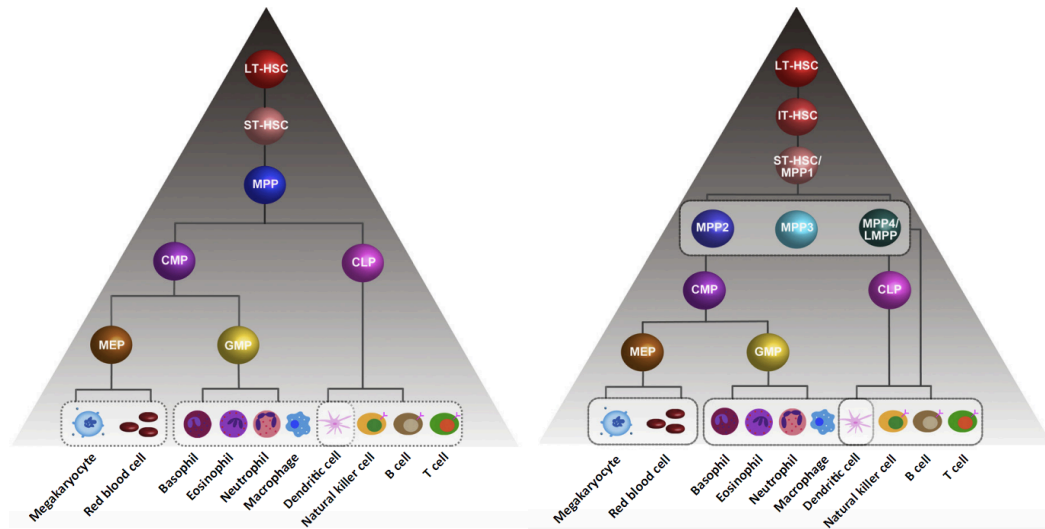 LT-HSC
ST-HSC
MPP
CMP
CLP
MEP
GMP
Megakaryocyte
Red blood cell
Basophil
Eosinophil
Neutrophil
Macrophage
Dendritic cell
Natural killer cell
B cell
T cell
LT-HSC
IT-HSC
ST-HSC/
MPP1
MPP2
MPP3
MPP4/
LMPP
CMP
CLP
MEP
GMP
Megakaryocyte
Red blood cell
Basophil
Eosinophil
Neutrophil
Macrophage
Dendritic cell
Natural killer cell
B cell
T cell